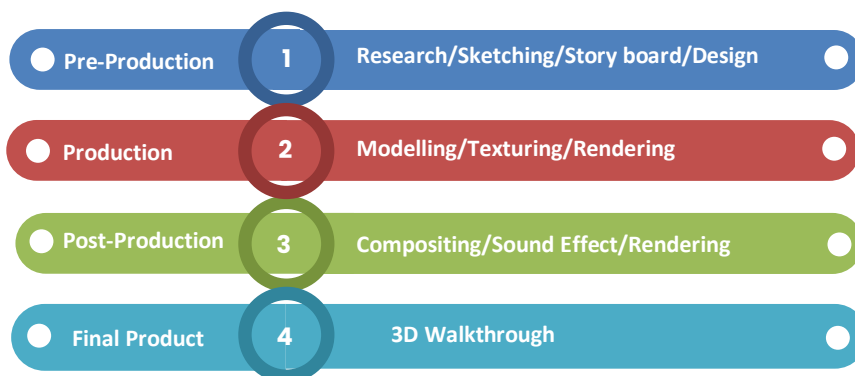 Pre-Production 1 Research/Sketching/Story board/Design
Production 2 Modelling/Texturing/Rendering
Post-Production 3 Compositing/Sound Effect/Rendering
Final Product 4 3D Walkthrough